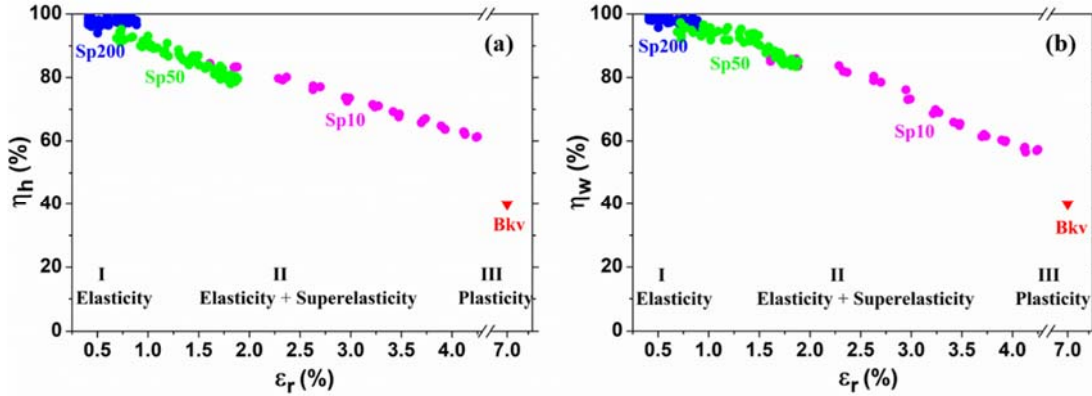 100
80
60
40
20
0
η_h (%)
(a)
Sp200
Sp50
Sp10
Bkv
I
II
III
Elasticity
Elasticity + Superelasticity
Plasticity
0.5 1.0 1.5 2.0 2.5 3.0 3.5 4.0 7.0
ε_r (%)
100
80
60
40
20
0
η_w (%)
(b)
Sp200
Sp50
Sp10
Bkv
I
II
III
Elasticity
Elasticity + Superelasticity
Plasticity
0.5 1.0 1.5 2.0 2.5 3.0 3.5 4.0 7.0
ε_r (%)